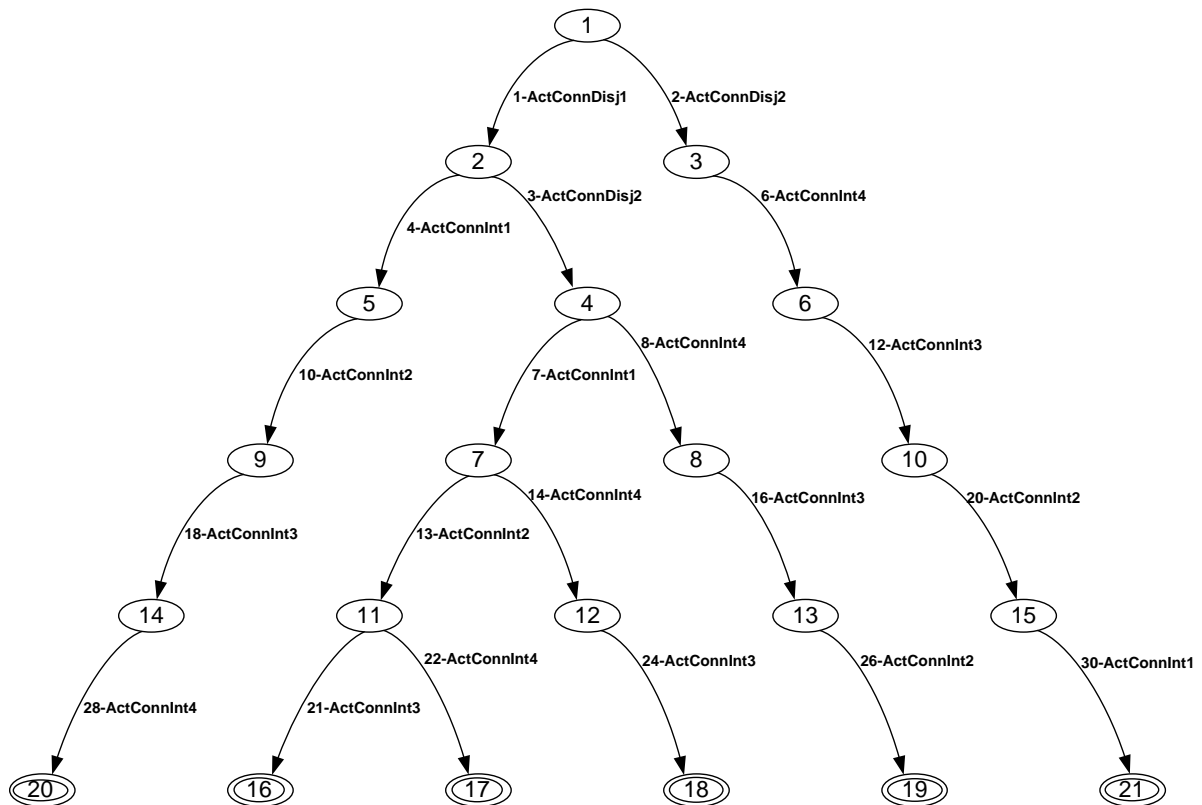 1
1-ActConnDisj1
2-ActConnDisj2
2
3
3-ActConnDisj2
6-ActConnInt4
4-ActConnInt1
5
4
6
8-ActConnInt4
12-ActConnInt3
10-ActConnInt2
7-ActConnInt1
9
7
8
10
14-ActConnInt4
16-ActConnInt3
20-ActConnInt2
18-ActConnInt3
13-ActConnInt2
14
11
12
13
15
22-ActConnInt4
24-ActConnInt3
26-ActConnInt2
30-ActConnInt1
28-ActConnInt4
21-ActConnInt3
20
16
17
18
19
21